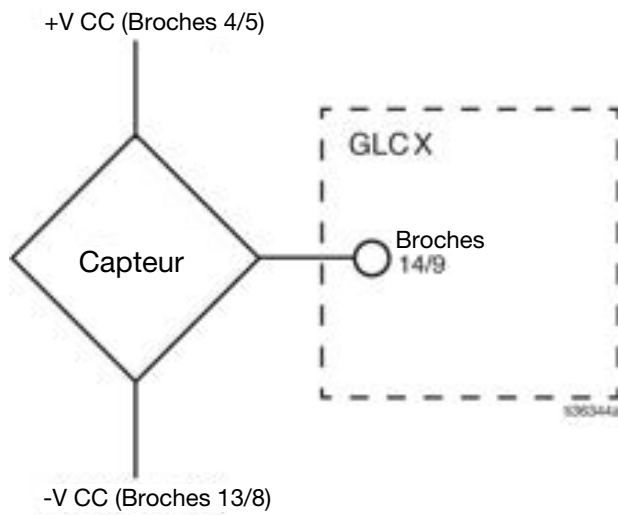 +V CC (Broches 4/5)
GLCX
Capteur
Broches
14/9
-V CC (Broches 13/8)